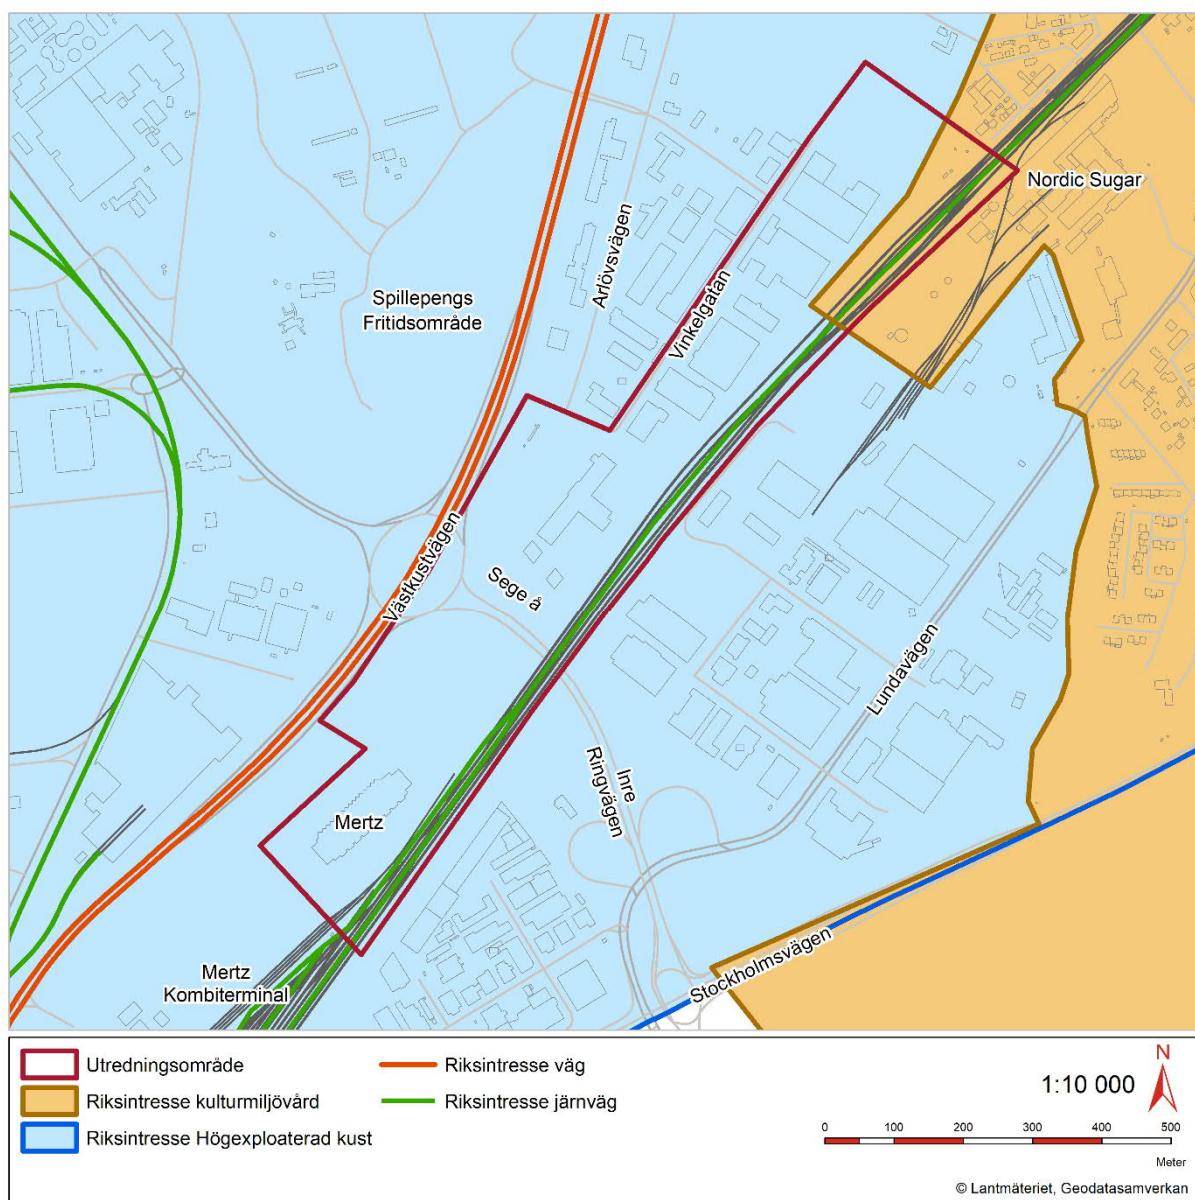 Nordic Sugar
Arlövsvägen
Vinkelgatan
Spillepengs
Fritidsområde
Västkustvägen
Sege å
Lundavägen
Inre
Ringvägen
Mertz
Stockholmsvägen
Mertz
Kombiterminal
Utredningsområde
Riksintresse väg
Riksintresse kulturmiljövård
Riksintresse järnväg
Riksintresse Högexploaterad kust
N
1:10 000
0 100 200 300 400 500
Meter
© Lantmäteriet, Geodatasamverkan